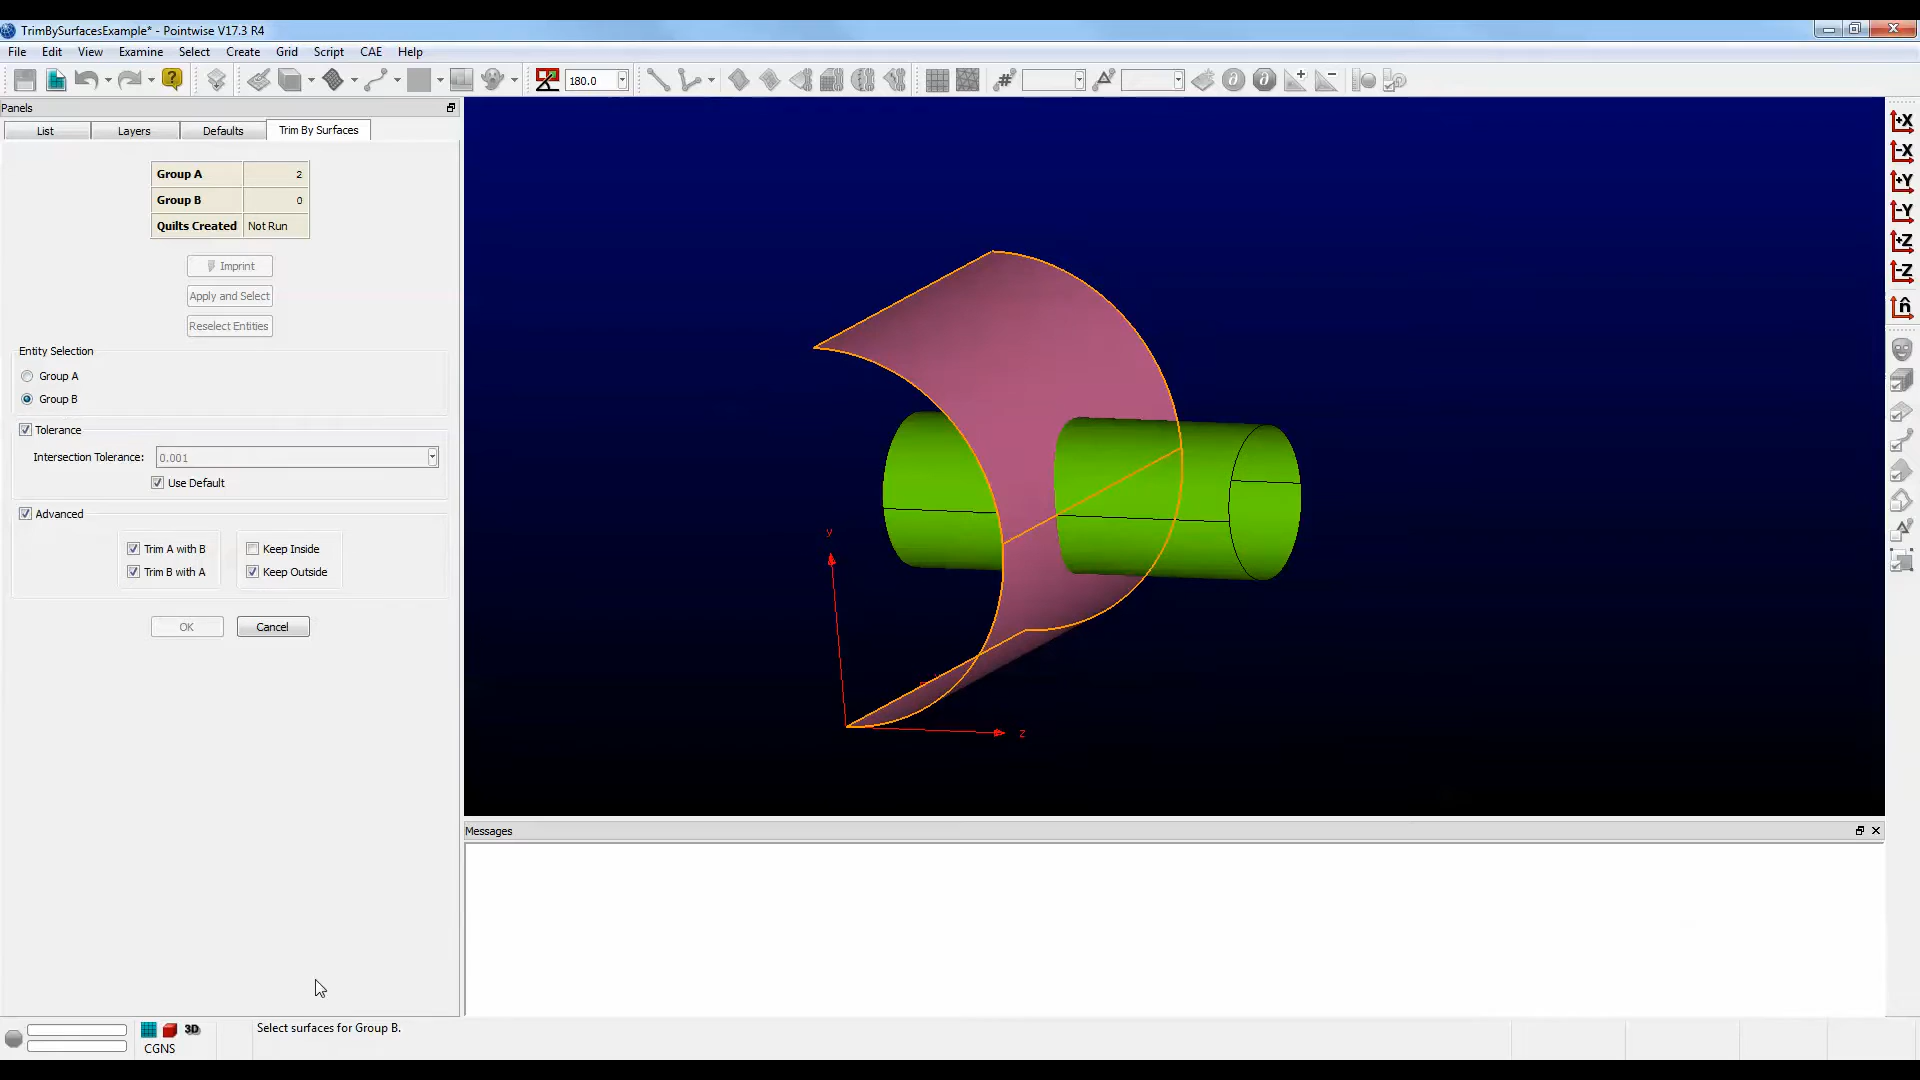 TrimBySurfacesExample* - Pointwise V17.3 R4
File Edit View Examine Select Create Grid Script CAE Help
180.0
Panels
List Layers Defaults Trim By Surfaces
Group A 2
Group B 0
Quilts Created Not Run
Imprint
Apply and Select
Reselect Entities
Entity Selection
Group A
Group B
Tolerance
Intersection Tolerance: 0.001
Use Default
Advanced
Trim A with B Keep Inside
Trim B with A Keep Outside
OK Cancel
y
z
+X
-X
+Y
-Y
+Z
-Z
n̂
Messages
3D
CGNS
Select surfaces for Group B.